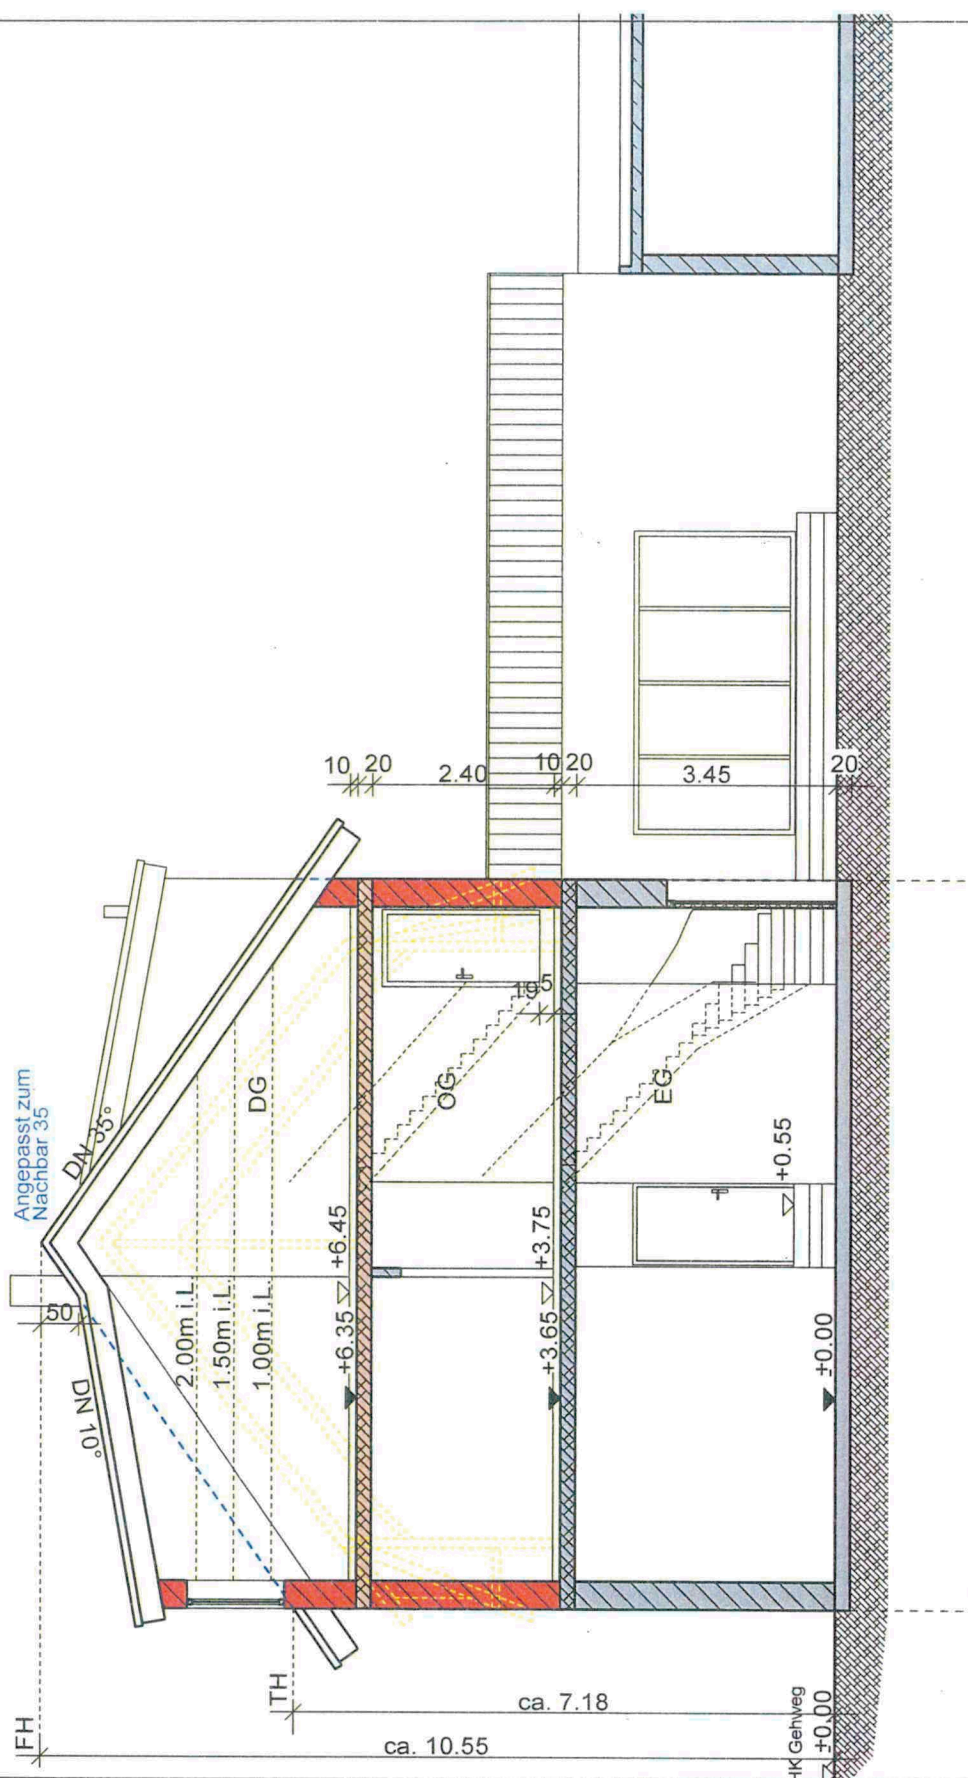 Angepasst zum
Nachbar 35
DN 35°
50
DN 10°
FH
TH
10
20
2.40
10
20
3.45
20
DG
OG
EG
19⁵
2.00m i.L.
1.50m i.L.
1.00m i.L.
+6.45
+6.35
+3.75
+3.65
+0.55
±0.00
ca. 7.18
ca. 10.55
HK Gehweg
±0.00